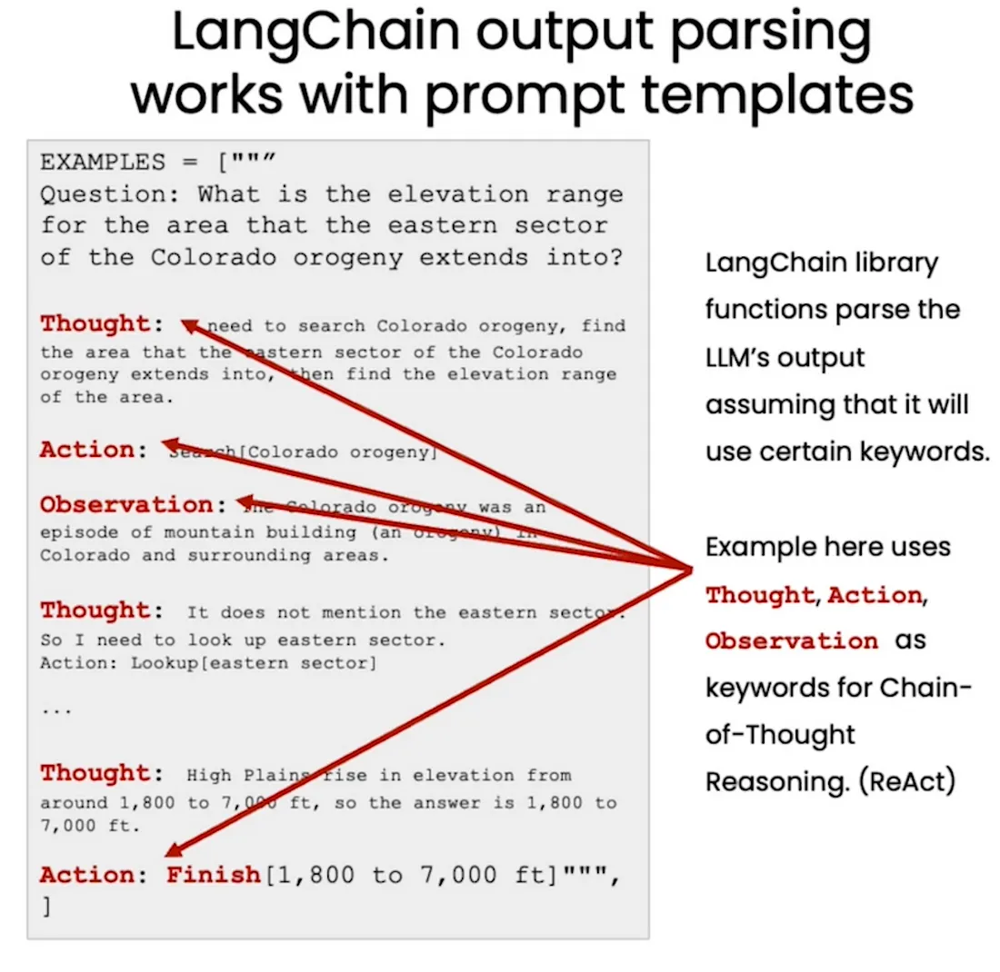 LangChain output parsing
works with prompt templates
EXAMPLES = ["""
Question: What is the elevation range
for the area that the eastern sector
of the Colorado orogeny extends into?
Thought: need to search Colorado orogeny, find
the area that the eastern sector of the Colorado
orogeny extends into, then find the elevation range
of the area.
Action: Search[Colorado orogeny]
Observation: The Colorado orogeny was an
episode of mountain building (an orogeny) in
Colorado and surrounding areas.
Thought: It does not mention the eastern sector.
So I need to look up eastern sector.
Action: Lookup[eastern sector]
...
Thought: High Plains rise in elevation from
around 1,800 to 7,000 ft, so the answer is 1,800 to
7,000 ft.
Action: Finish[1,800 to 7,000 ft]""",
]
LangChain library
functions parse the
LLM's output
assuming that it will
use certain keywords.
Example here uses
Thought, Action,
Observation as
keywords for Chain-
of-Thought
Reasoning. (ReAct)